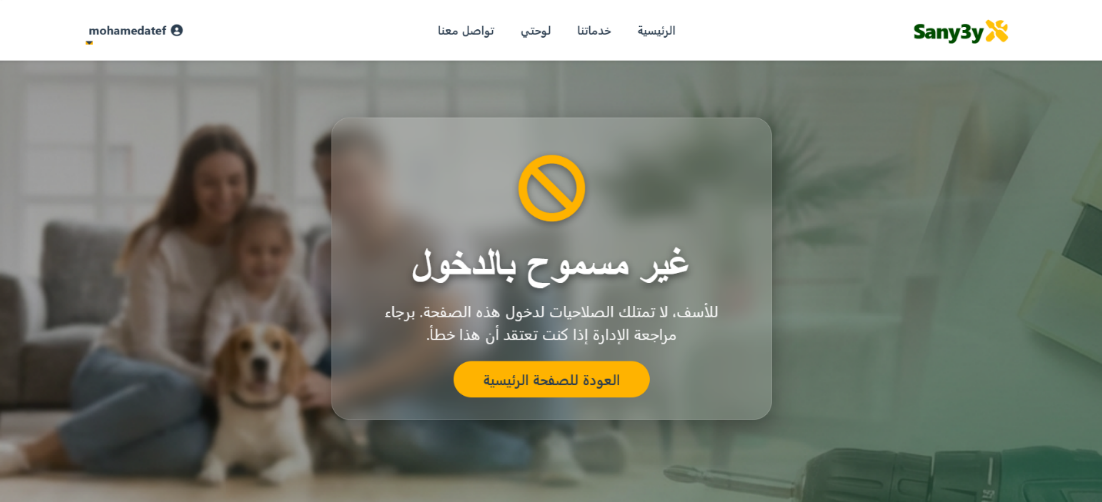 Sany3y
الرئيسية
خدماتنا
لوحتي
تواصل معنا
mohamedatef
غير مسموح بالدخول
للأسف، لا تمتلك الصلاحيات لدخول هذه الصفحة. برجاء
مراجعة الإدارة إذا كنت تعتقد أن هذا خطأ.
العودة للصفحة الرئيسية